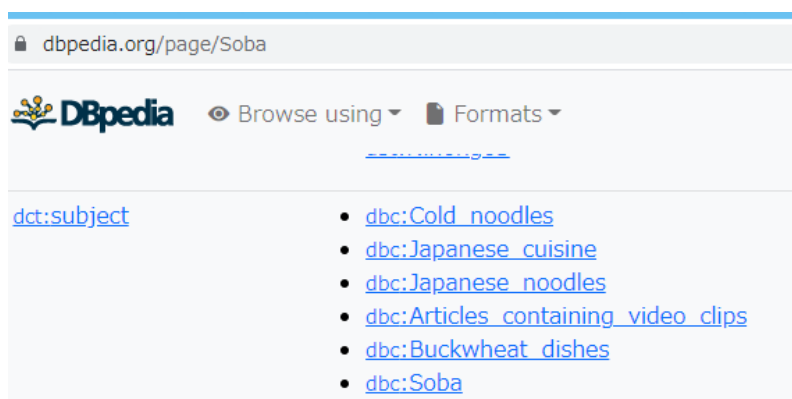 dbpedia.org/page/Soba
DBpedia Browse using Formats
dct:subject
dbc:Cold_noodles
dbc:Japanese_cuisine
dbc:Japanese_noodles
dbc:Articles_containing_video_clips
dbc:Buckwheat_dishes
dbc:Soba